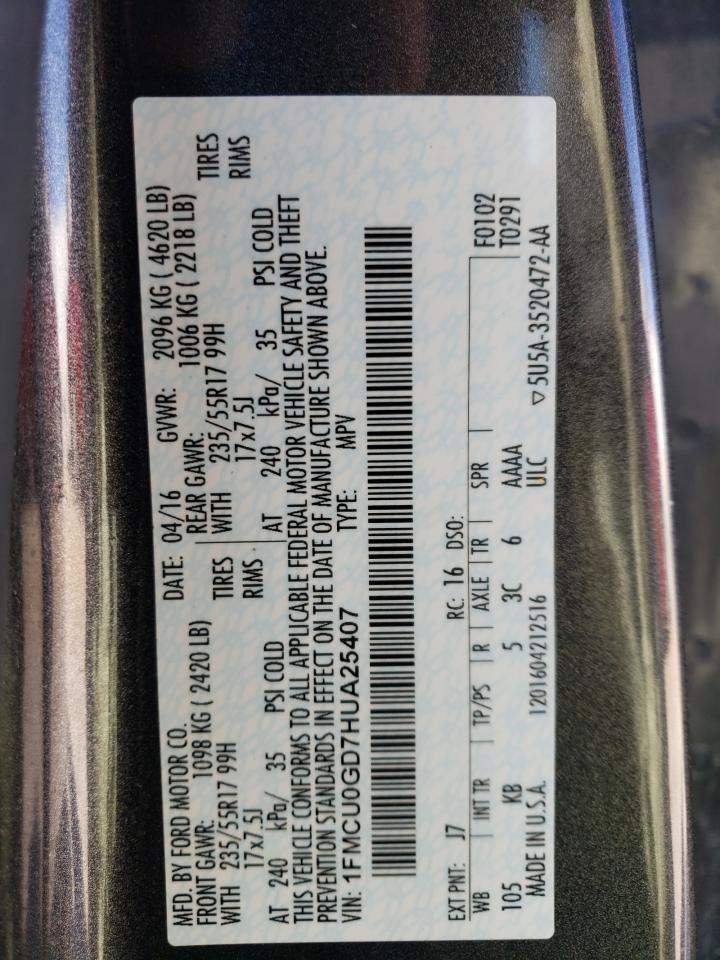 MFD. BY FORD MOTOR CO. DATE: 04/16 GVWR: 2096 KG ( 4620 LB)
FRONT GAWR: 1098 KG ( 2420 LB) REAR GAWR: 1006 KG ( 2218 LB)
WITH 235/55R17 99H TIRES WITH 235/55R17 99H TIRES
17x7.5J RIMS 17x7.5J RIMS
AT 240 kPa/ 35 PSI COLD AT 240 kPa/ 35 PSI COLD
THIS VEHICLE CONFORMS TO ALL APPLICABLE FEDERAL MOTOR VEHICLE SAFETY AND THEFT
PREVENTION STANDARDS IN EFFECT ON THE DATE OF MANUFACTURE SHOWN ABOVE.
VIN: 1FMCU0GD7HUA25407 TYPE: MPV
EXT PNT: J7 RC: 16 DSO: F0102
WB INT TR TP/PS R AXLE TR SPR T0291
105 KB 5 3C 6 AAAA
MADE IN U.S.A. 1201604212516 ULC ▽ 5U5A-3520472-AA